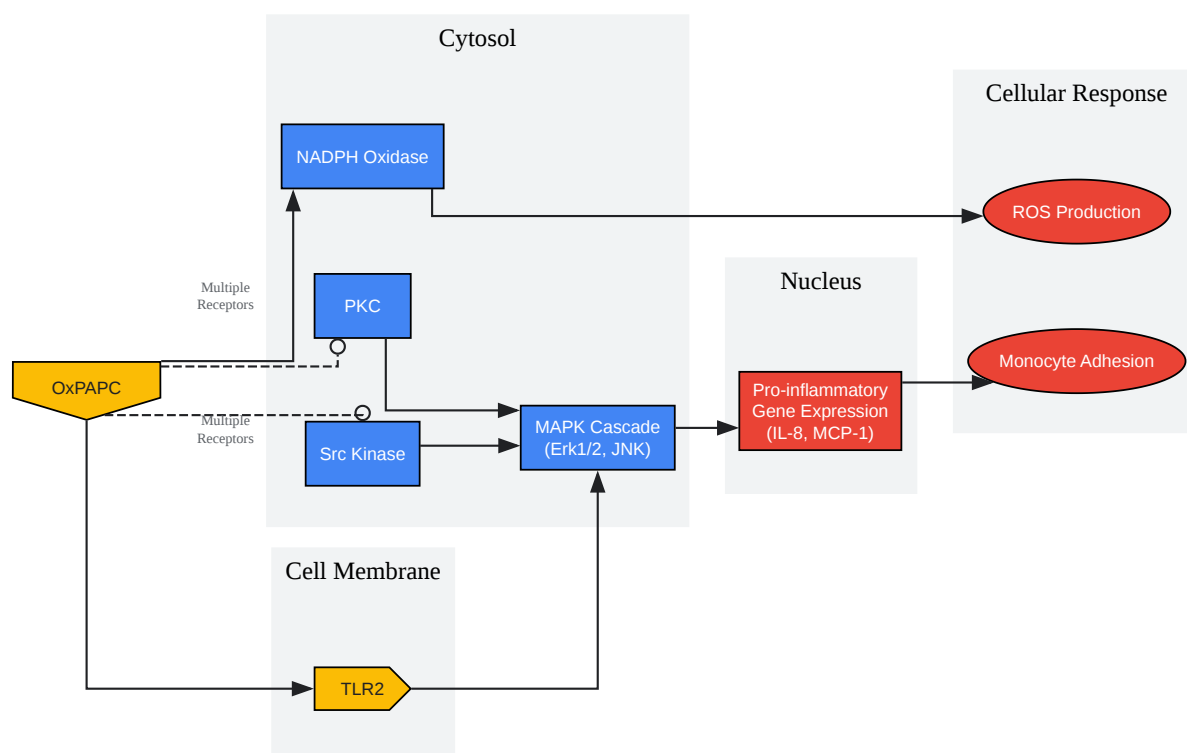 Cytosol
Cellular Response
NADPH Oxidase
ROS Production
Nucleus
Multiple
Receptors
PKC
Monocyte Adhesion
OxPAPC
Pro-inflammatory
Gene Expression
(IL-8, MCP-1)
Multiple
Receptors
Src Kinase
MAPK Cascade
(Erk1/2, JNK)
Cell Membrane
TLR2